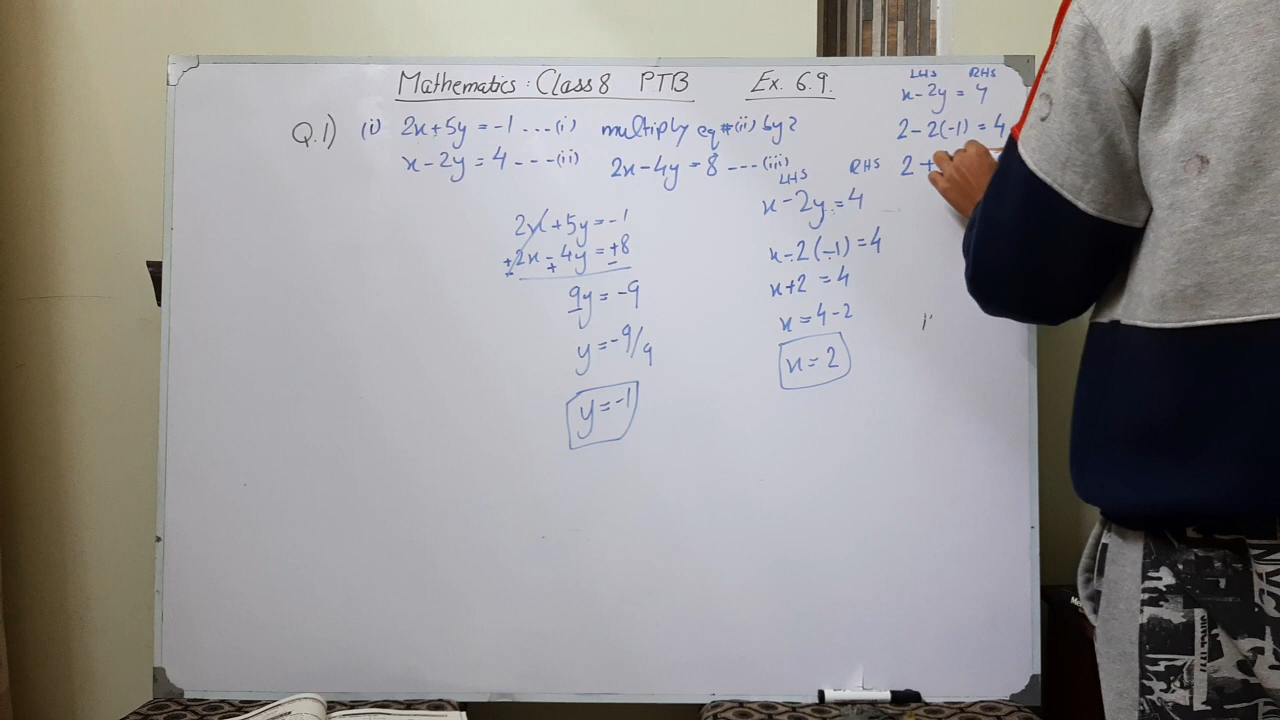 Mathematics: Class 8 PTB Ex. 6.9.
Q.1) (i) 2x+5y = -1 ---(i) multiply eq # (ii) by 2
x-2y = 4 ----(ii) 2x-4y = 8 ---(iii)
2x+5y = -1
+2x-4y = +8
- + -
9y = -9
y = -9/9
y = -1
LHS RHS
x-2y = 4
x-2(-1) = 4
x+2 = 4
x = 4-2
x = 2
LHS RHS
x-2y = 4
2-2(-1) = 4
2+